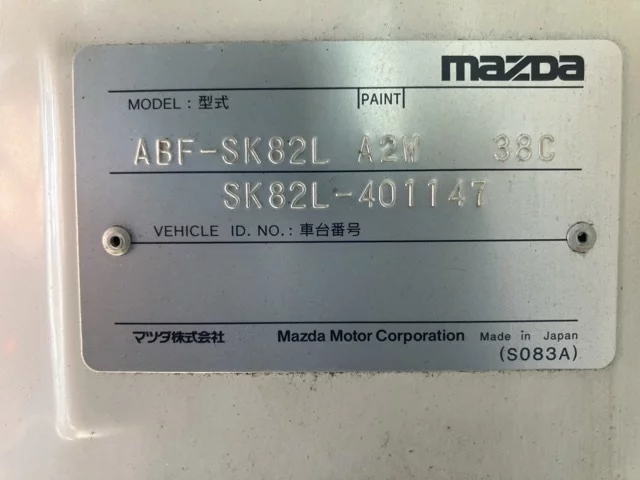 mazda
MODEL : 型式 PAINT
ABF-SK82L A2W 38C
SK82L-401147
VEHICLE ID. NO. : 車台番号
マツダ株式会社 Mazda Motor Corporation Made in Japan
(S083A)